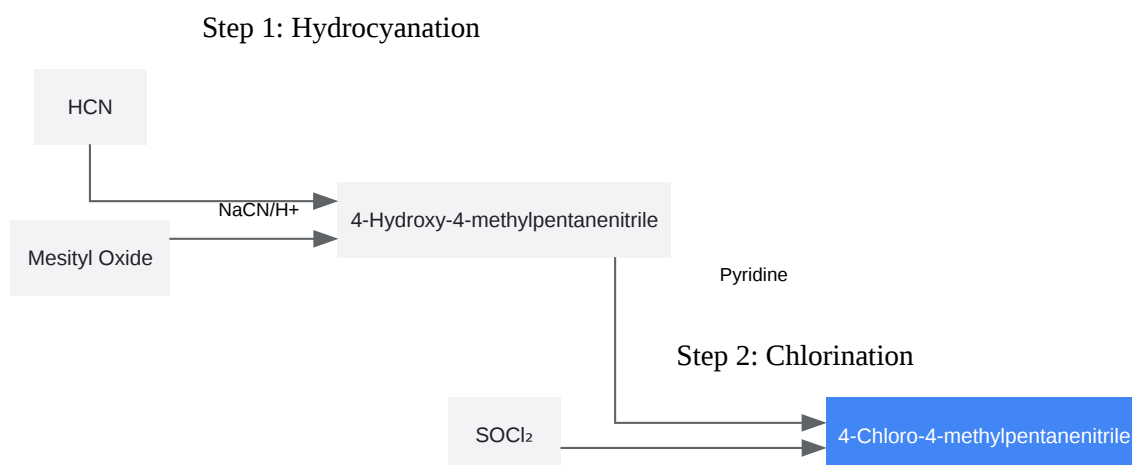 Step 1: Hydrocyanation
HCN
NaCN/H+
4-Hydroxy-4-methylpentanenitrile
Mesityl Oxide
Pyridine
Step 2: Chlorination
SOCl₂
4-Chloro-4-methylpentanenitrile